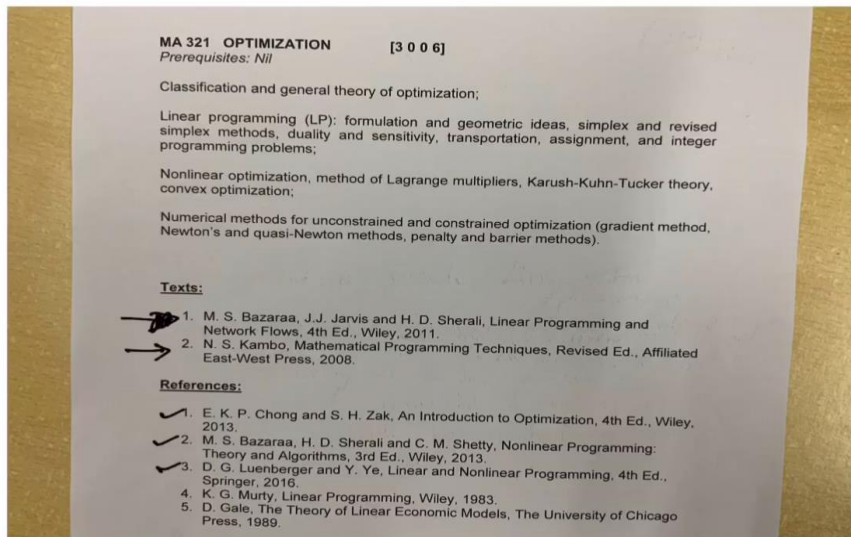 MA 321 OPTIMIZATION [3 0 0 6]
Prerequisites: Nil
Classification and general theory of optimization;
Linear programming (LP): formulation and geometric ideas, simplex and revised
simplex methods, duality and sensitivity, transportation, assignment, and integer
programming problems;
Nonlinear optimization, method of Lagrange multipliers, Karush-Kuhn-Tucker theory,
convex optimization;
Numerical methods for unconstrained and constrained optimization (gradient method,
Newton's and quasi-Newton methods, penalty and barrier methods).
Texts:
1. M. S. Bazaraa, J.J. Jarvis and H. D. Sherali, Linear Programming and
Network Flows, 4th Ed., Wiley, 2011.
2. N. S. Kambo, Mathematical Programming Techniques, Revised Ed., Affiliated
East-West Press, 2008.
References:
1. E. K. P. Chong and S. H. Zak, An Introduction to Optimization, 4th Ed., Wiley,
2013.
2. M. S. Bazaraa, H. D. Sherali and C. M. Shetty, Nonlinear Programming:
Theory and Algorithms, 3rd Ed., Wiley, 2013.
3. D. G. Luenberger and Y. Ye, Linear and Nonlinear Programming, 4th Ed.,
Springer, 2016.
4. K. G. Murty, Linear Programming, Wiley, 1983.
5. D. Gale, The Theory of Linear Economic Models, The University of Chicago
Press, 1989.